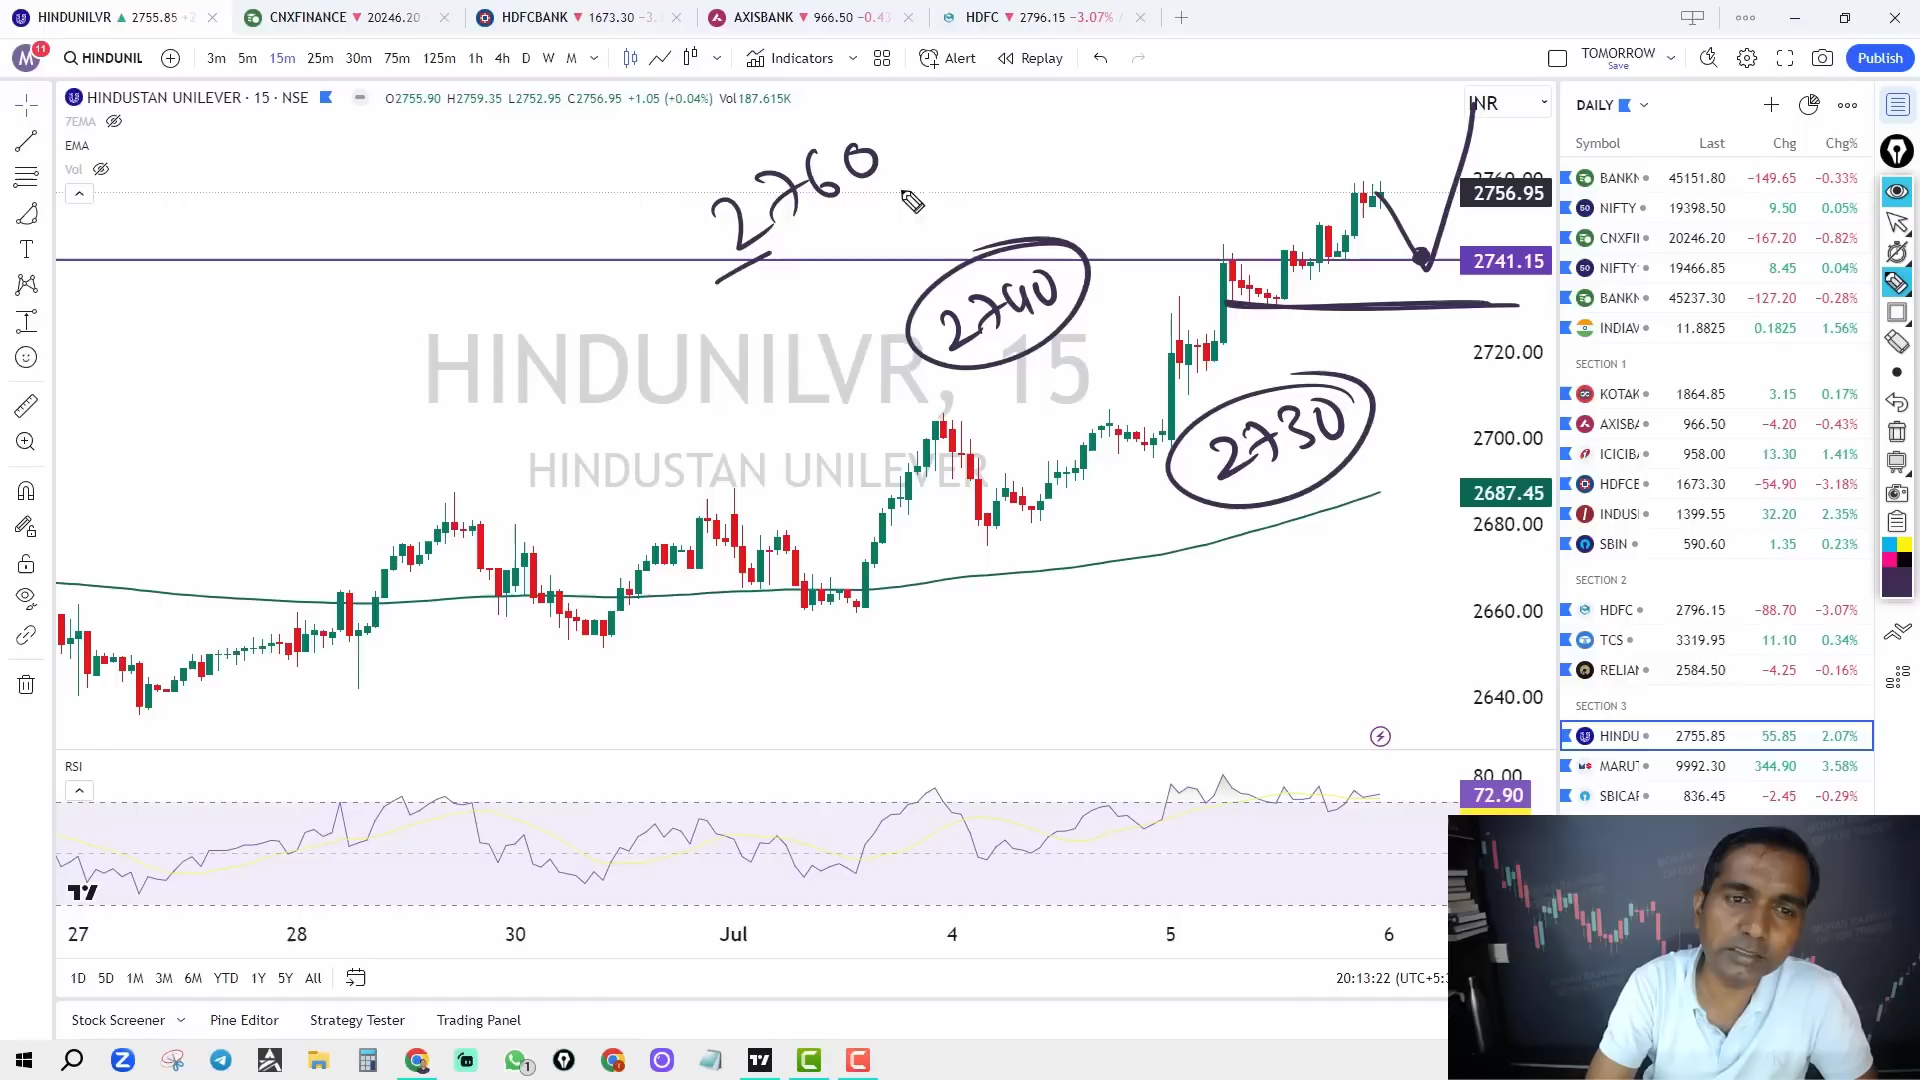 HINDUNILVR ▲ 2755.85
CNXFINANCE ▼ 20246.20
HDFCBANK ▼ 1673.30
AXISBANK ▼ 966.50 −0.43
HDFC ▼ 2796.15 −3.07%
M 11 HINDUNIL 3m 5m 15m 25m 30m 75m 125m 1h 4h D W M Indicators Alert Replay TOMORROW Save Publish
HINDUSTAN UNILEVER · 15 · NSE O2755.90 H2759.35 L2752.95 C2756.95 +1.05 (+0.04%) Vol187.615K
7EMA
EMA
Vol
INR
2760
2740
2730
HINDUNILVR, 15
HINDUSTAN UNILEVER
2760.00
2756.95
2741.15
2720.00
2700.00
2687.45
2680.00
2660.00
2640.00
RSI
80.00
72.90
27 28 30 Jul 4 5 6
1D 5D 1M 3M 6M YTD 1Y 5Y All
20:13:22 (UTC+5:3
Stock Screener Pine Editor Strategy Tester Trading Panel
DAILY
Symbol Last Chg Chg%
BANKN 45151.80 −149.65 −0.33%
NIFTY 19398.50 9.50 0.05%
CNXFII 20246.20 −167.20 −0.82%
NIFTY 19466.85 8.45 0.04%
BANKN 45237.30 −127.20 −0.28%
INDIAV 11.8825 0.1825 1.56%
SECTION 1
KOTAK 1864.85 3.15 0.17%
AXISBA 966.50 −4.20 −0.43%
ICICIBA 958.00 13.30 1.41%
HDFCB 1673.30 −54.90 −3.18%
INDUSI 1399.55 32.20 2.35%
SBIN 590.60 1.35 0.23%
SECTION 2
HDFC 2796.15 −88.70 −3.07%
TCS 3319.95 11.10 0.34%
RELIAN 2584.50 −4.25 −0.16%
SECTION 3
HINDU 2755.85 55.85 2.07%
MARUT 9992.30 344.90 3.58%
SBICAR 836.45 −2.45 −0.29%